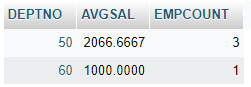 DEPTNO AVGSAL EMPCOUNT
50 2066.6667 3
60 1000.0000 1